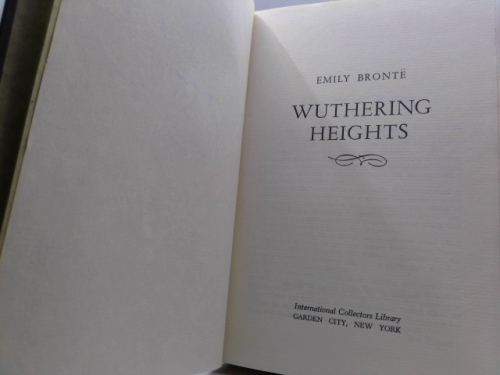 EMILY BRONTË
WUTHERING
HEIGHTS
International Collectors Library
GARDEN CITY, NEW YORK